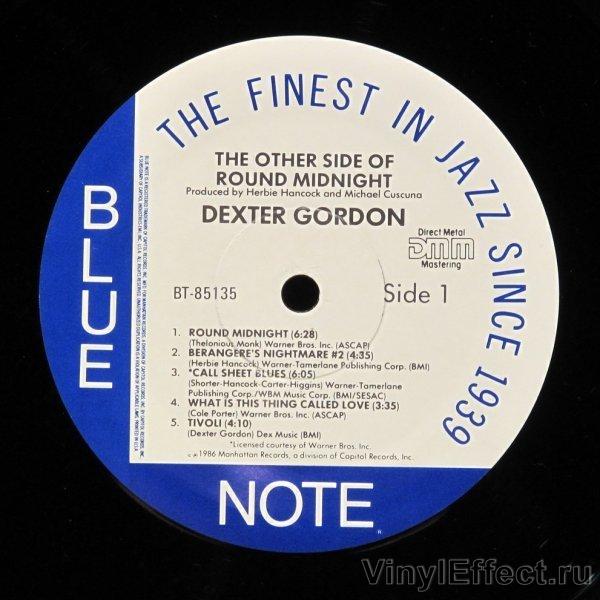 THE FINEST IN JAZZ SINCE 1939
THE OTHER SIDE OF
ROUND MIDNIGHT
Produced by Herbie Hancock and Michael Cuscuna
DEXTER GORDON
Direct Metal
DMM
Mastering
BT-85135
Side 1
1. ROUND MIDNIGHT (6:28)
(Thelonious Monk) Warner Bros. Inc. (ASCAP)
2. BERANGERE'S NIGHTMARE #2 (4:35)
(Herbie Hancock) Warner-Tamerlane Publishing Corp. (BMI)
3. *CALL SHEET BLUES (6:05)
(Shorter-Hancock-Carter-Higgins) Warner-Tamerlane
Publishing Corp./WBM Music Corp. (BMI/SESAC)
4. WHAT IS THIS THING CALLED LOVE (3:35)
(Cole Porter) Warner Bros. Inc. (ASCAP)
5. TIVOLI (4:10)
(Dexter Gordon) Dex Music (BMI)
*Licensed courtesy of Warner Bros. Inc.
1986 Manhattan Records, a division of Capitol Records, Inc.
BLUE
NOTE
VinylEffect.ru